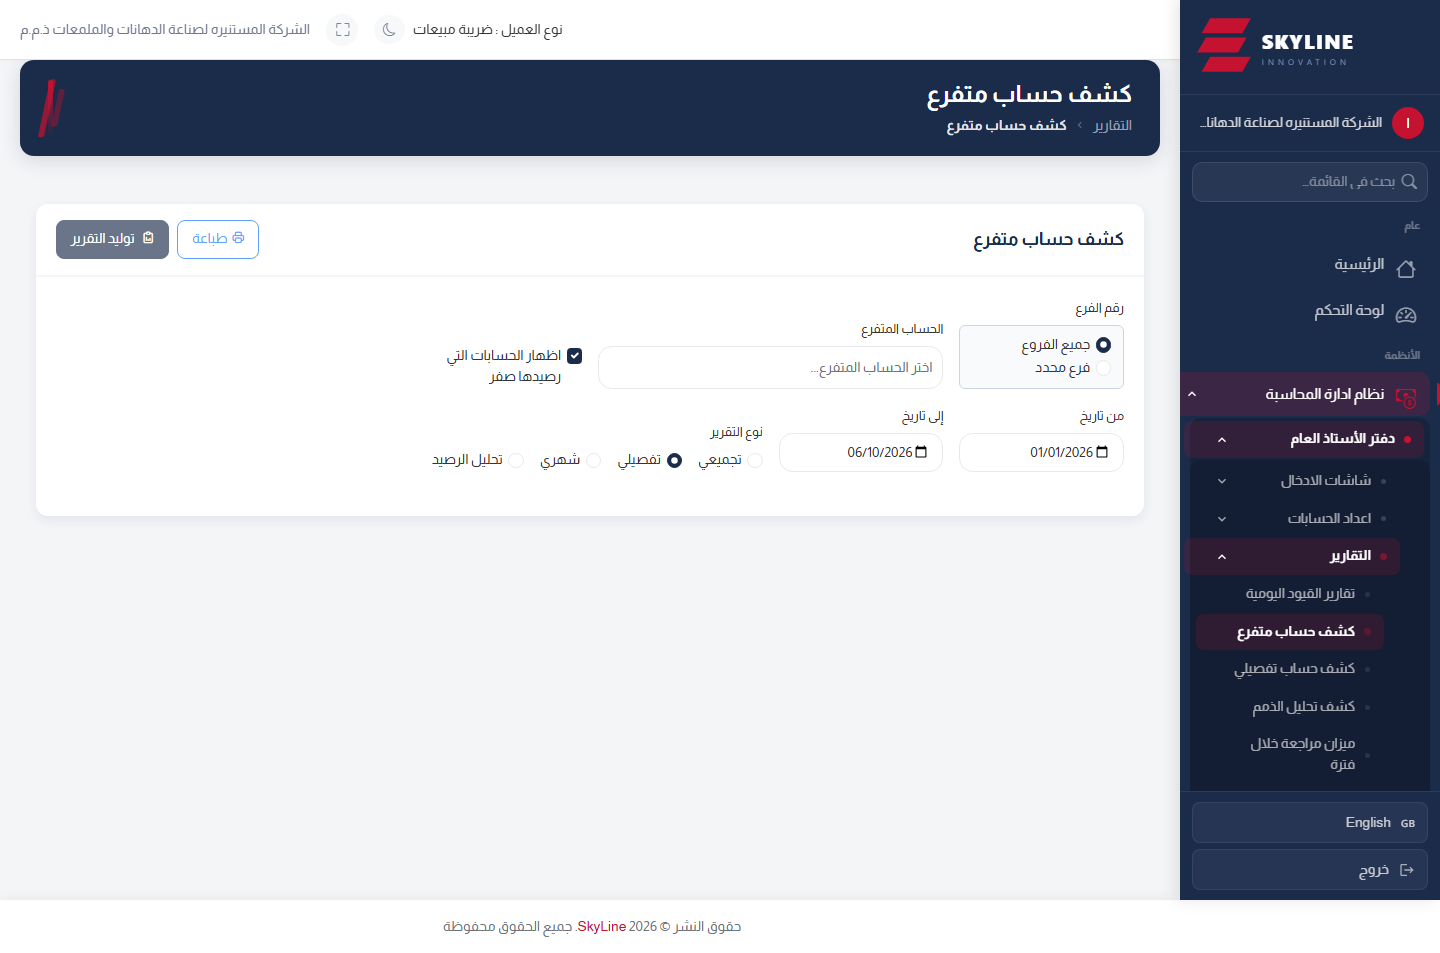 SKYLINE
INNOVATION
ا
الشركة المستنيره لصناعة الدهانا...
بحث في القائمة...
عام
الرئيسية
لوحة التحكم
الأنظمة
نظام ادارة المحاسبة
دفتر الأستاذ العام
شاشات الادخال
اعداد الحسابات
التقارير
تقارير القيود اليومية
كشف حساب متفرع
كشف حساب تفصيلي
كشف تحليل الذمم
ميزان مراجعة خلال
فترة
GB English
خروج
نوع العميل : ضريبة مبيعات
الشركة المستنيره لصناعة الدهانات والملمعات ذ.م.م
كشف حساب متفرع
التقارير › كشف حساب متفرع
كشف حساب متفرع
طباعة
توليد التقرير
رقم الفرع
جميع الفروع
فرع محدد
الحساب المتفرع
اختر الحساب المتفرع...
اظهار الحسابات التي
رصيدها صفر
من تاريخ
01/01/2026
إلى تاريخ
06/10/2026
نوع التقرير
تجميعي تفصيلي شهري تحليل الرصيد
حقوق النشر © 2026 SkyLine. جميع الحقوق محفوظة